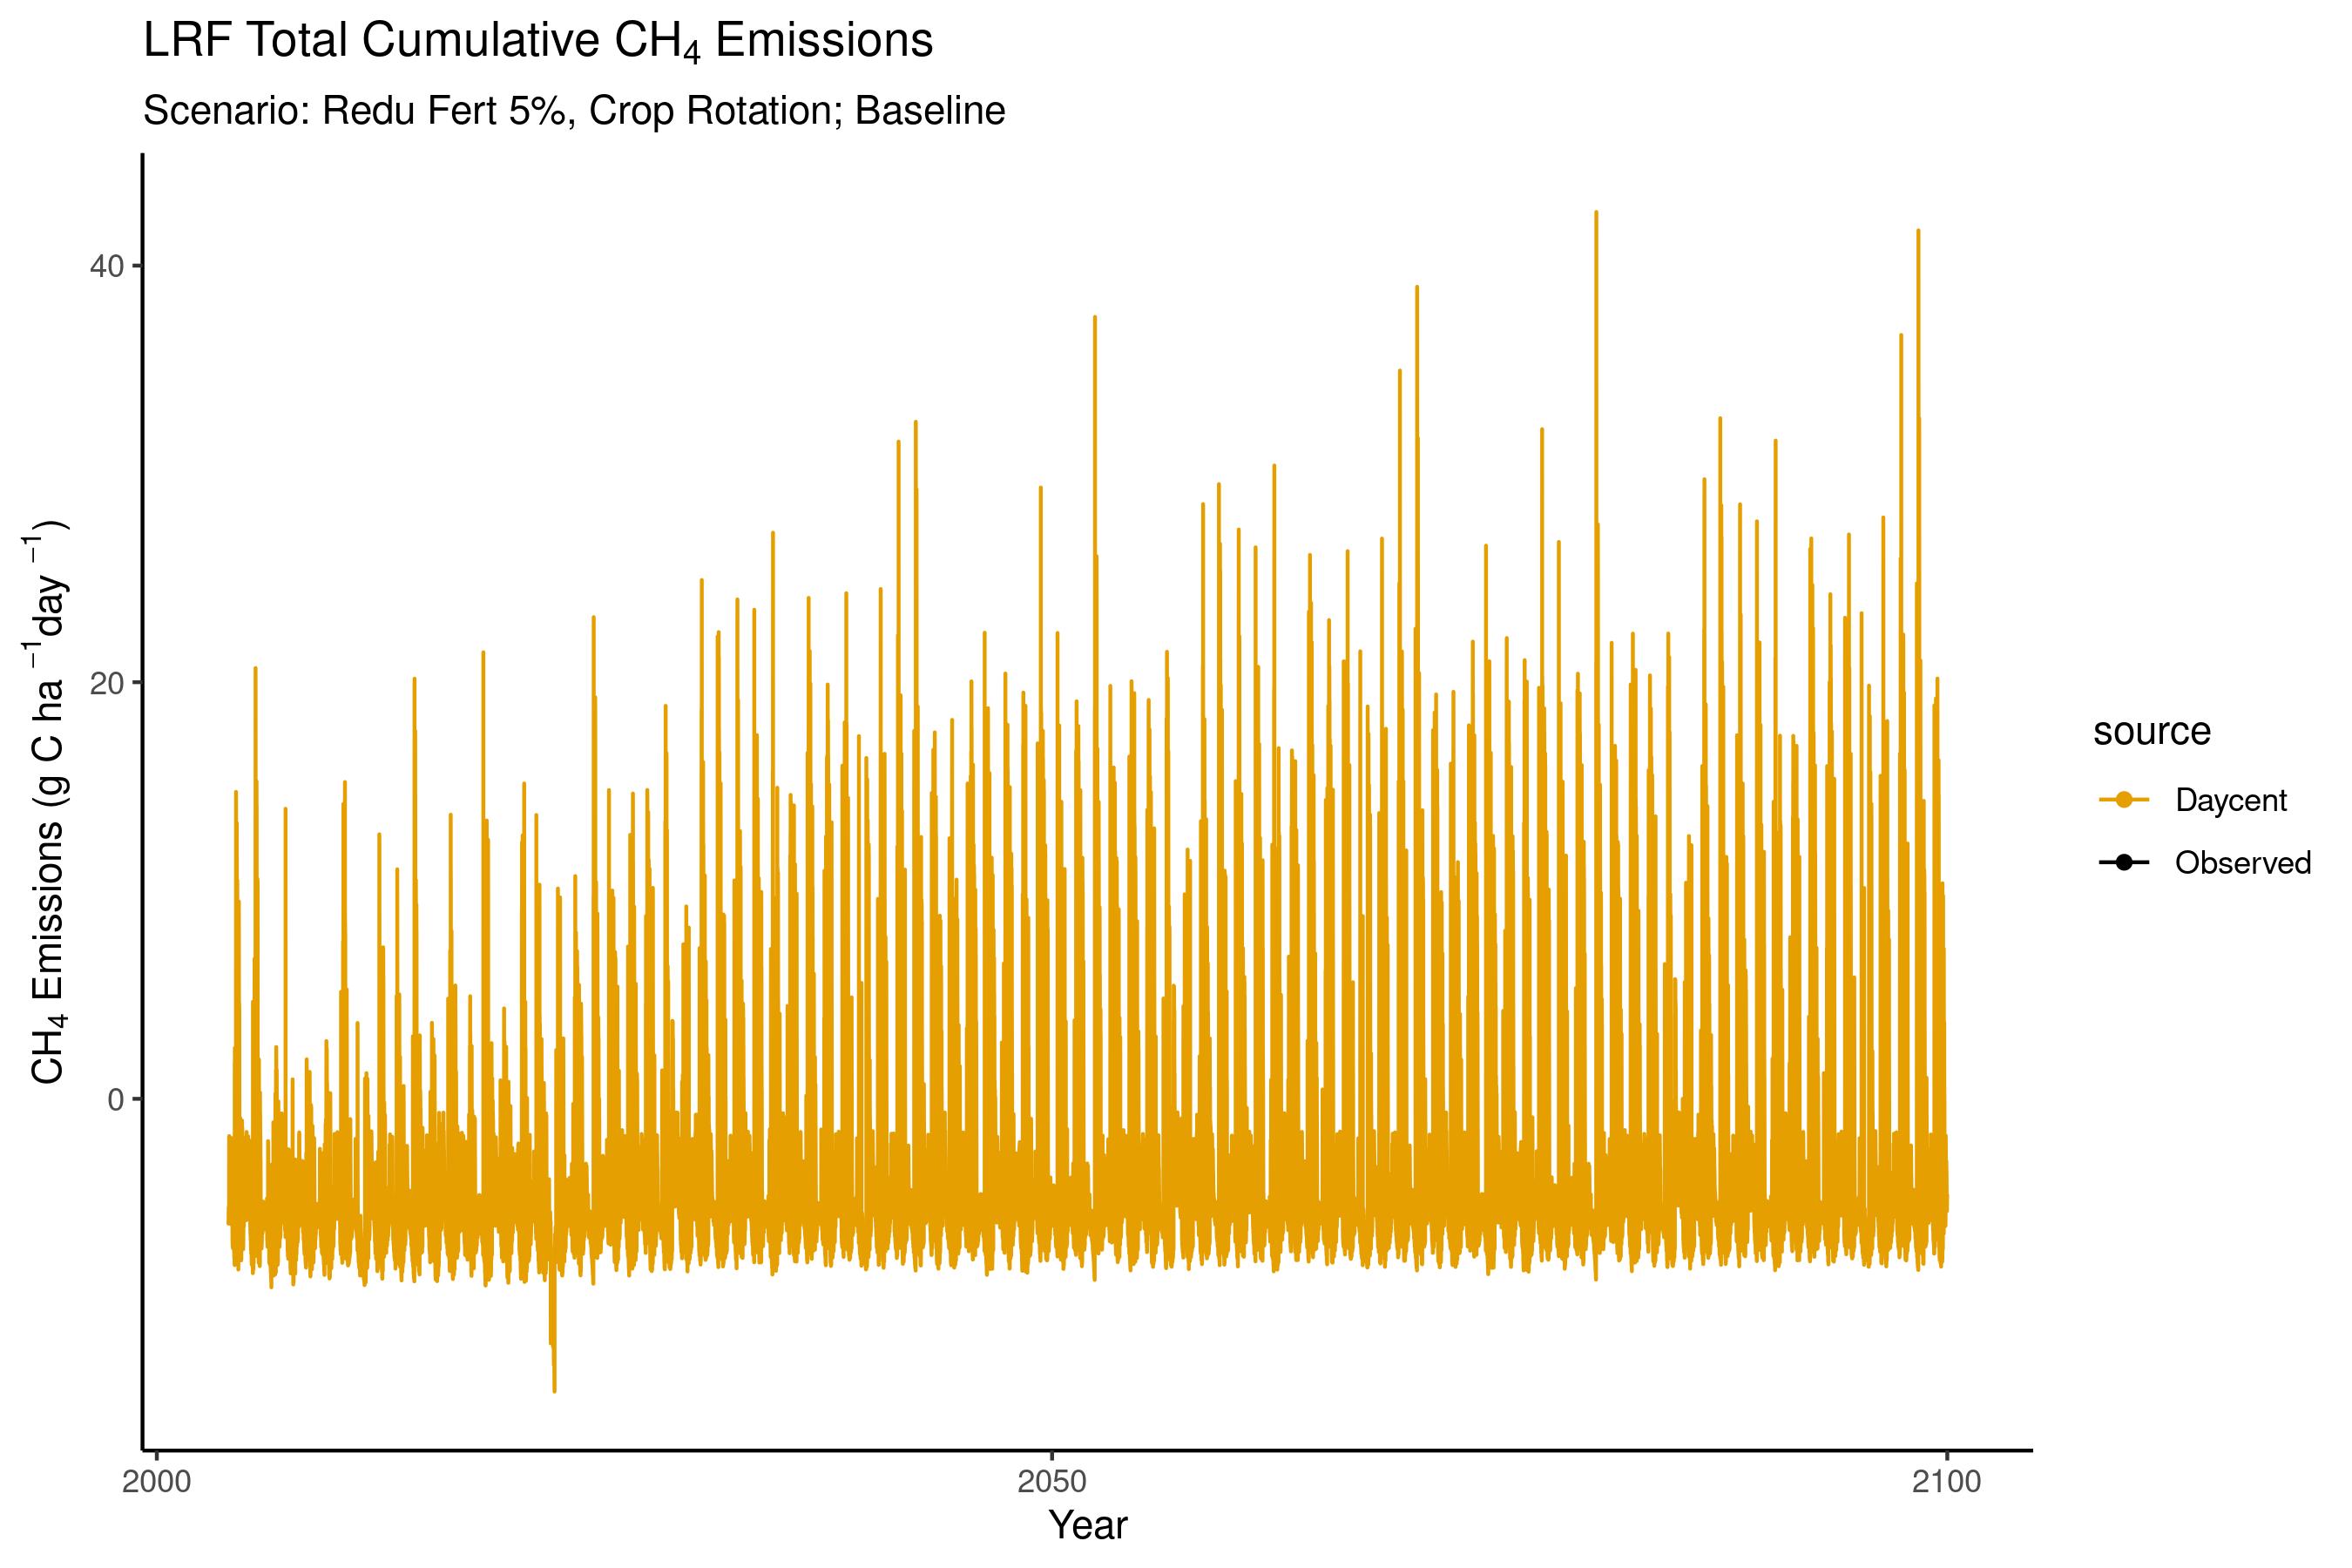 LRF Total Cumulative CH₄ Emissions
Scenario: Redu Fert 5%, Crop Rotation; Baseline
CH₄ Emissions (g C ha ⁻¹day ⁻¹)
40
20
0
2000
2050
2100
Year
source
Daycent
Observed